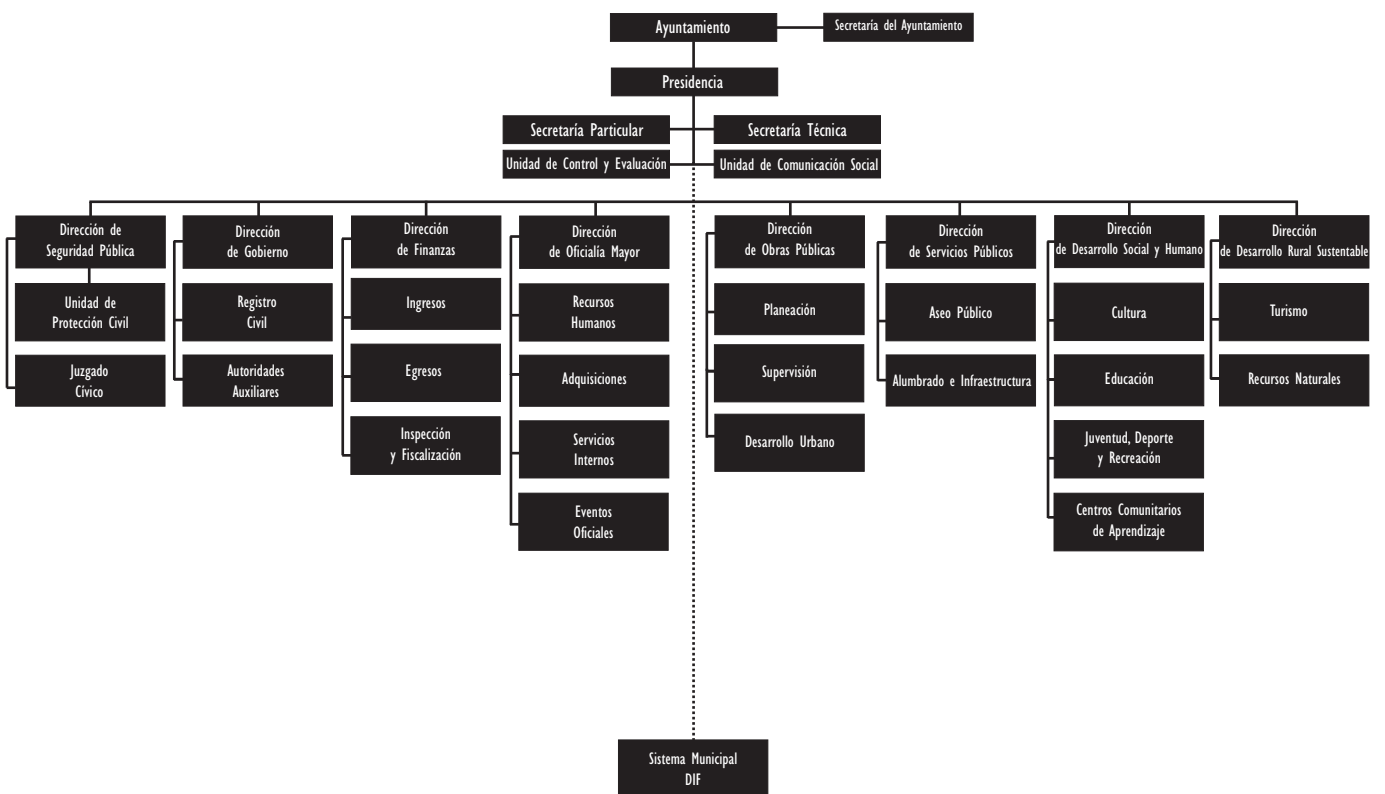 Ayuntamiento
Secretaría del Ayuntamiento
Presidencia
Secretaría Particular
Secretaría Técnica
Unidad de Control y Evaluación
Unidad de Comunicación Social
Dirección de
Seguridad Pública
Unidad de
Protección Civil
Juzgado
Cívico
Dirección
de Gobierno
Registro
Civil
Autoridades
Auxiliares
Dirección
de Finanzas
Ingresos
Egresos
Inspección
y Fiscalización
Dirección
de Oficialía Mayor
Recursos
Humanos
Adquisiciones
Servicios
Internos
Eventos
Oficiales
Dirección
de Obras Públicas
Planeación
Supervisión
Desarrollo Urbano
Dirección
de Servicios Públicos
Aseo Público
Alumbrado e Infraestructura
Dirección
de Desarrollo Social y Humano
Cultura
Educación
Juventud, Deporte
y Recreación
Centros Comunitarios
de Aprendizaje
Dirección
de Desarrollo Rural Sustentable
Turismo
Recursos Naturales
Sistema Municipal
DIF